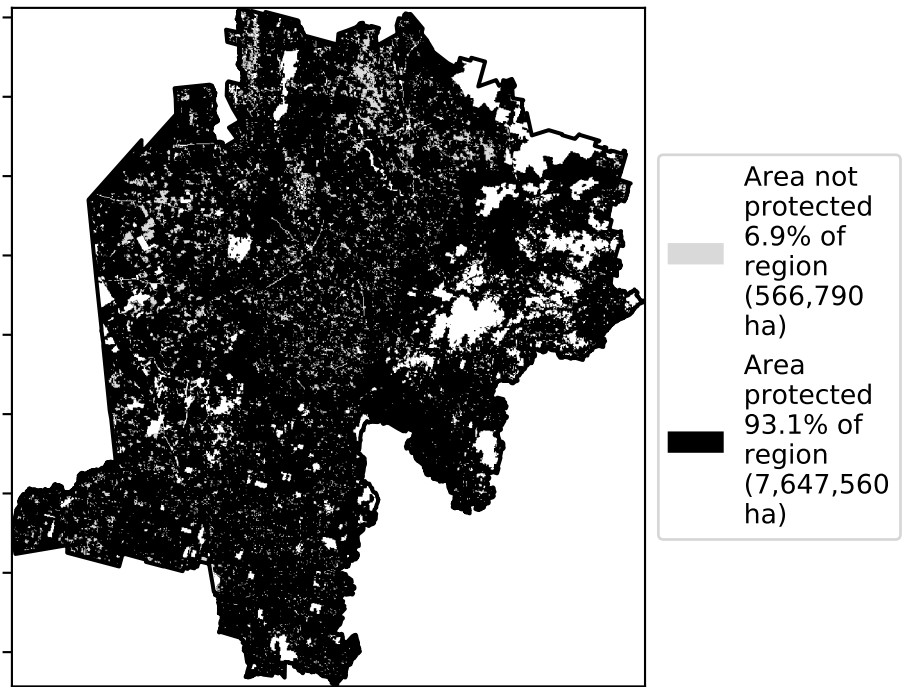 Area not
protected
6.9% of
region
(566,790
ha)
Area
protected
93.1% of
region
(7,647,560
ha)